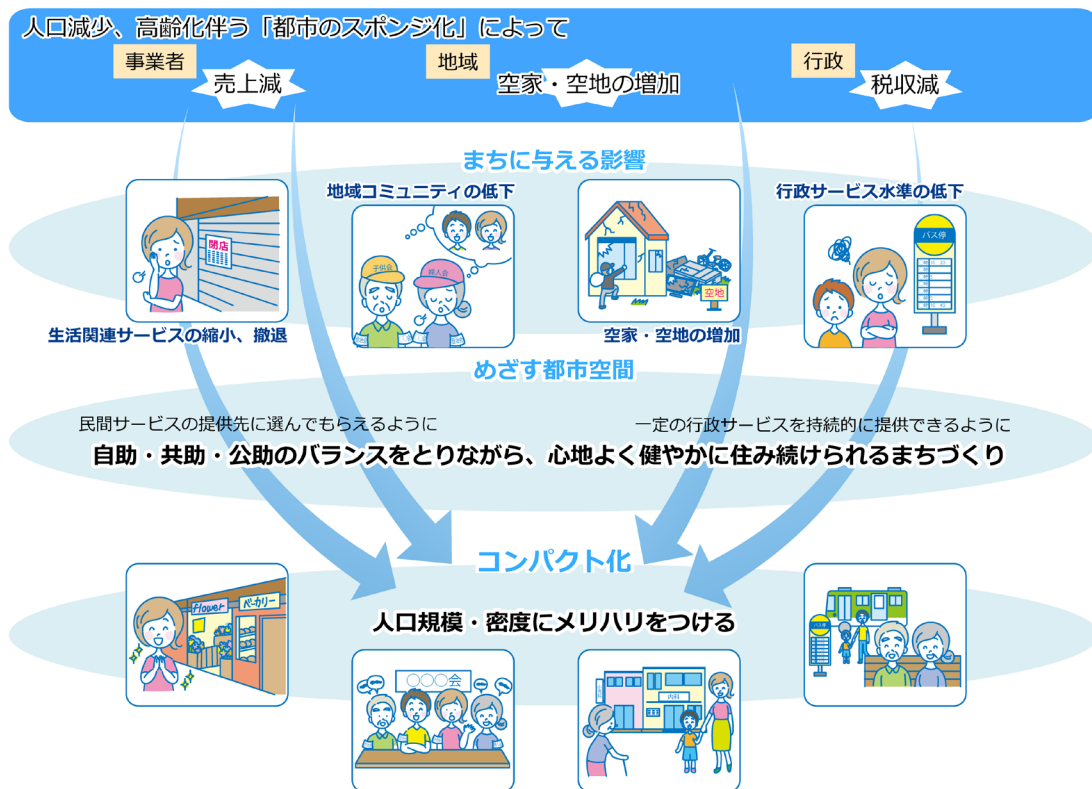 人口減少、高齢化伴う「都市のスポンジ化」によって
事業者
売上減
地域
空家・空地の増加
行政
税収減
まちに与える影響
閉店
生活関連サービスの縮小、撤退
地域コミュニティの低下
子供会
婦人会
空地
空家・空地の増加
行政サービス水準の低下
バス停
めざす都市空間
民間サービスの提供先に選んでもらえるように
一定の行政サービスを持続的に提供できるように
自助・共助・公助のバランスをとりながら、心地よく健やかに住み続けられるまちづくり
コンパクト化
人口規模・密度にメリハリをつける
Flower
ベーカリー
〇〇〇会
内科
バス停